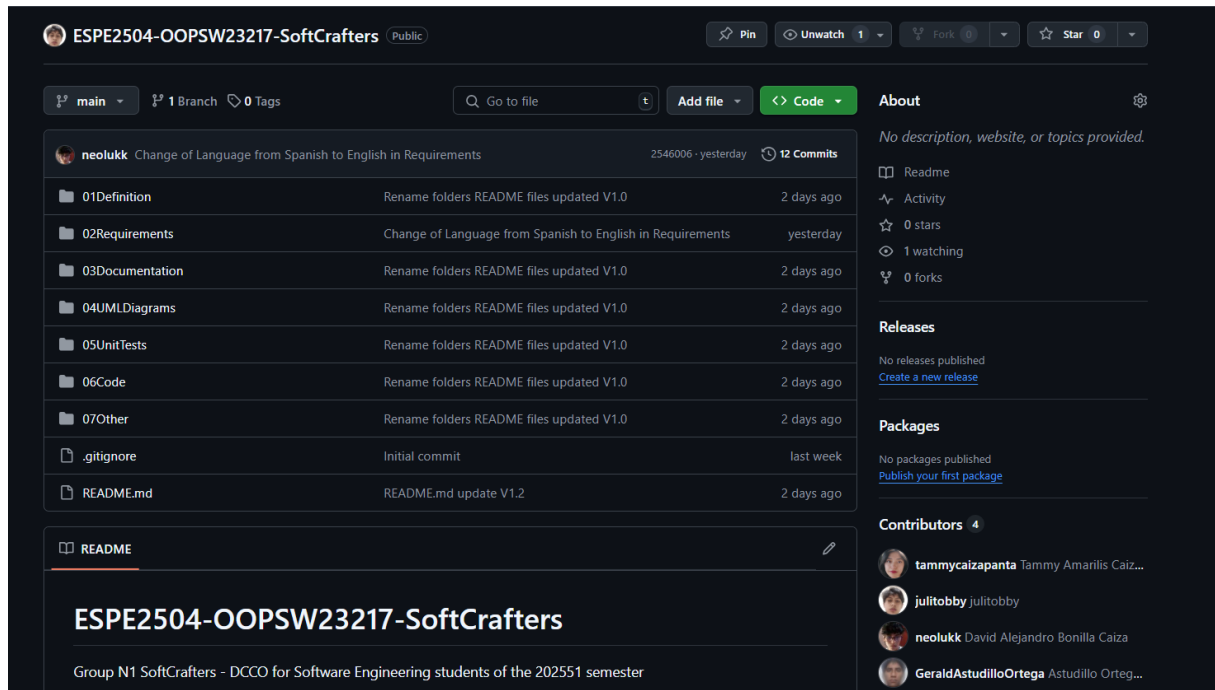 ESPE2504-OOPSW23217-SoftCrafters Public
Pin
Unwatch 1
Fork 0
Star 0
main
1 Branch
0 Tags
Go to file
t
Add file
<> Code
neolukk Change of Language from Spanish to English in Requirements 2546006 · yesterday 12 Commits
01Definition Rename folders README files updated V1.0 2 days ago
02Requirements Change of Language from Spanish to English in Requirements yesterday
03Documentation Rename folders README files updated V1.0 2 days ago
04UMLDiagrams Rename folders README files updated V1.0 2 days ago
05UnitTests Rename folders README files updated V1.0 2 days ago
06Code Rename folders README files updated V1.0 2 days ago
07Other Rename folders README files updated V1.0 2 days ago
.gitignore Initial commit last week
README.md README.md update V1.2 2 days ago
README
ESPE2504-OOPSW23217-SoftCrafters
Group N1 SoftCrafters - DCCO for Software Engineering students of the 202551 semester
About
No description, website, or topics provided.
Readme
Activity
0 stars
1 watching
0 forks
Releases
No releases published
Create a new release
Packages
No packages published
Publish your first package
Contributors 4
tammycaizapanta Tammy Amarilis Caiz...
julitobby julitobby
neolukk David Alejandro Bonilla Caiza
GeraldAstudilloOrtega Astudillo Orteg...